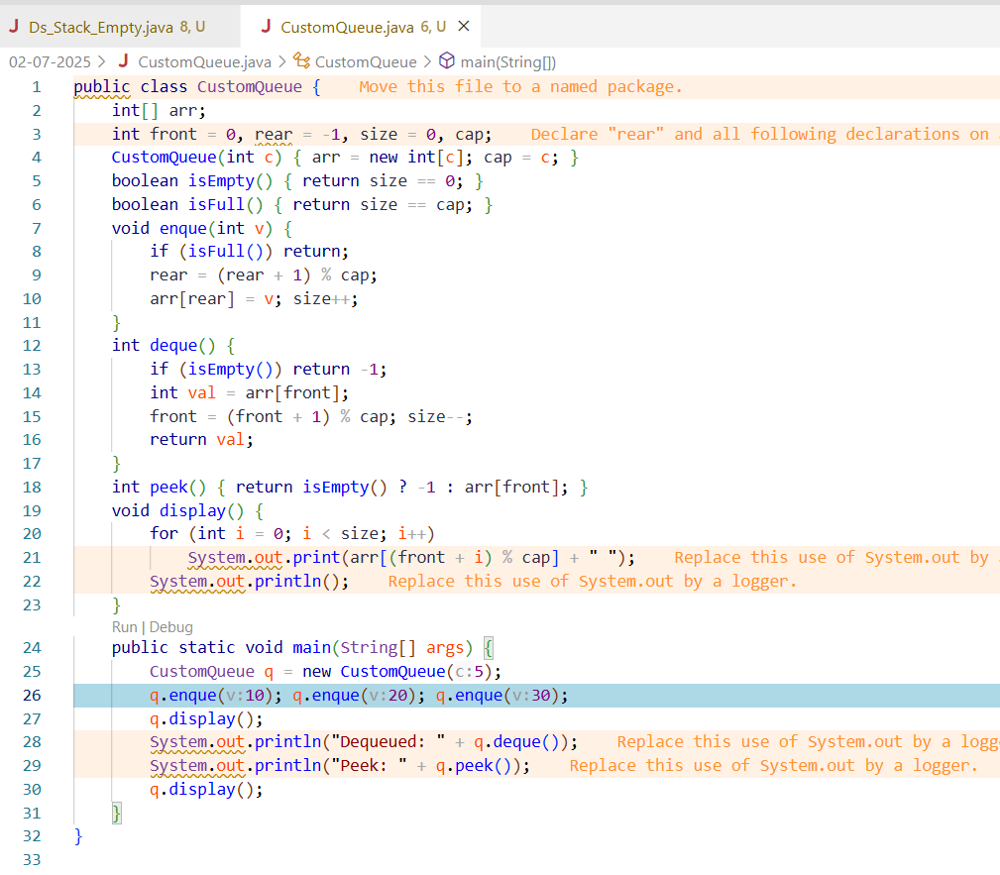 Ds_Stack_Empty.java 8, U CustomQueue.java 6, U
02-07-2025 > CustomQueue.java > CustomQueue > main(String[])
1 public class CustomQueue { Move this file to a named package.
2 int[] arr;
3 int front = 0, rear = -1, size = 0, cap; Declare "rear" and all following declarations on
4 CustomQueue(int c) { arr = new int[c]; cap = c; }
5 boolean isEmpty() { return size == 0; }
6 boolean isFull() { return size == cap; }
7 void enque(int v) {
8 if (isFull()) return;
9 rear = (rear + 1) % cap;
10 arr[rear] = v; size++;
11 }
12 int deque() {
13 if (isEmpty()) return -1;
14 int val = arr[front];
15 front = (front + 1) % cap; size--;
16 return val;
17 }
18 int peek() { return isEmpty() ? -1 : arr[front]; }
19 void display() {
20 for (int i = 0; i < size; i++)
21 System.out.print(arr[(front + i) % cap] + " "); Replace this use of System.out by
22 System.out.println(); Replace this use of System.out by a logger.
23 }
Run | Debug
24 public static void main(String[] args) {
25 CustomQueue q = new CustomQueue(c:5);
26 q.enque(v:10); q.enque(v:20); q.enque(v:30);
27 q.display();
28 System.out.println("Dequeued: " + q.deque()); Replace this use of System.out by a logg
29 System.out.println("Peek: " + q.peek()); Replace this use of System.out by a logger.
30 q.display();
31 }
32 }
33